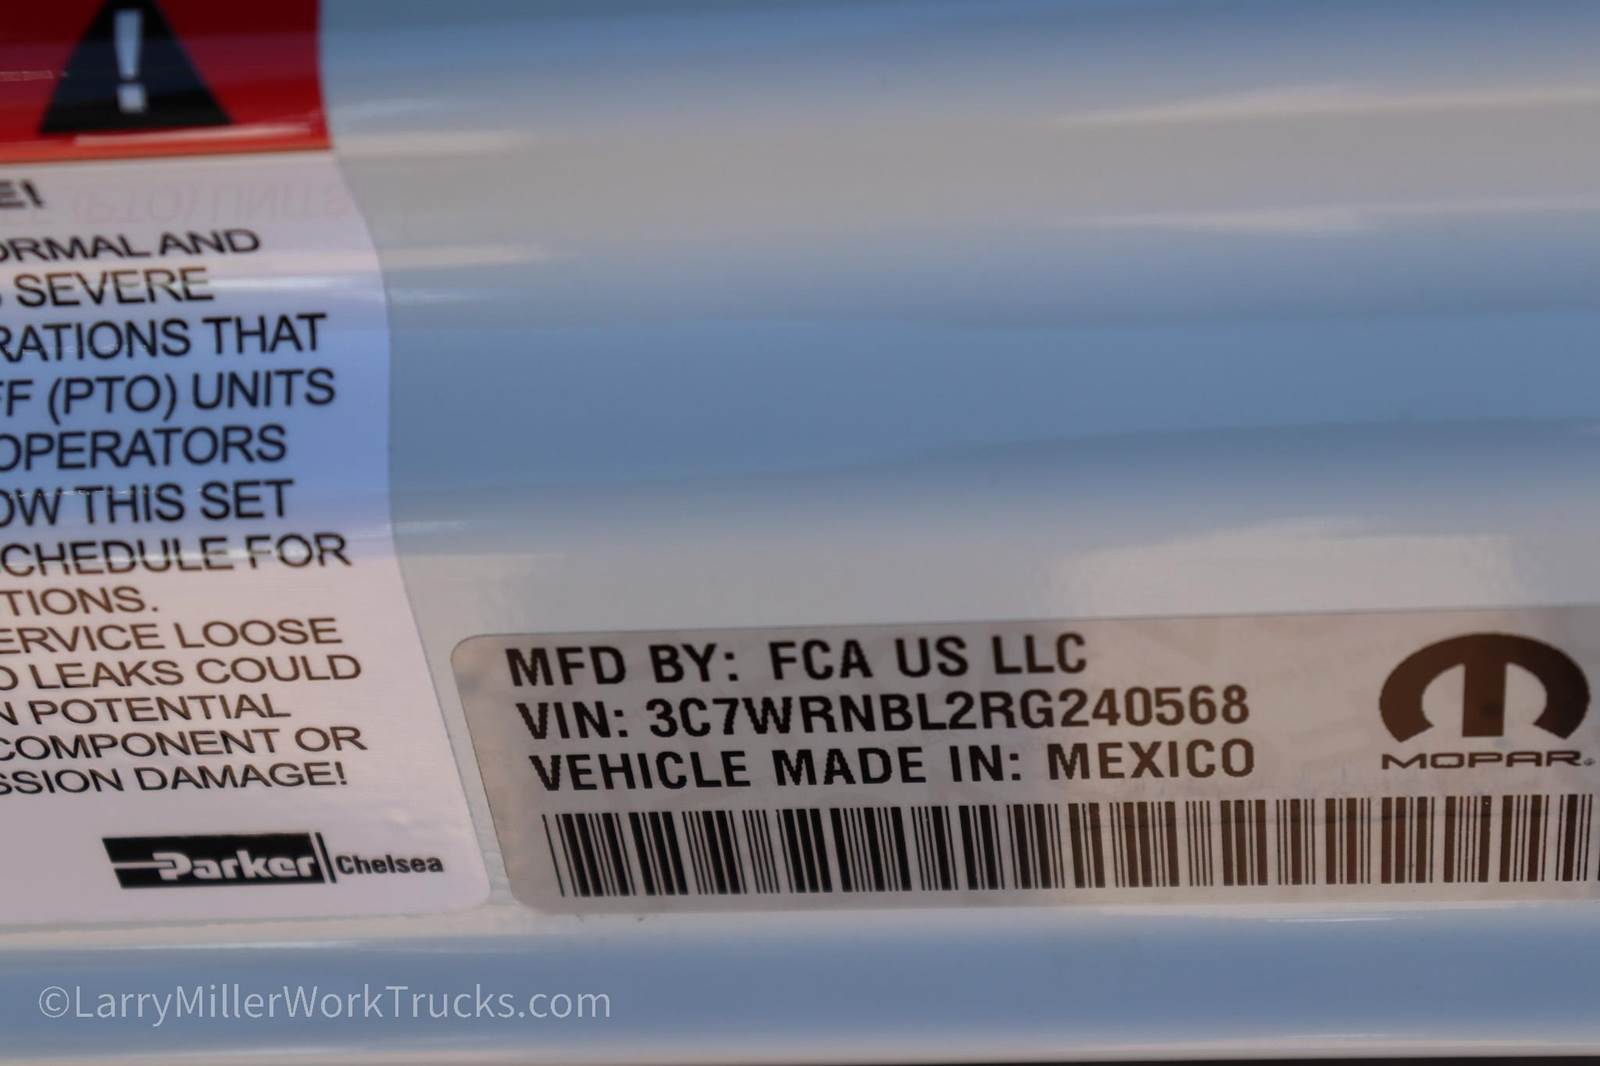 !
E!
ORMAL AND
S SEVERE
RATIONS THAT
FF (PTO) UNITS
OPERATORS
OW THIS SET
SCHEDULE FOR
TIONS.
ERVICE LOOSE
D LEAKS COULD
N POTENTIAL
COMPONENT OR
SSION DAMAGE!
Parker Chelsea
MFD BY: FCA US LLC
VIN: 3C7WRNBL2RG240568
VEHICLE MADE IN: MEXICO
MOPAR
©LarryMillerWorkTrucks.com